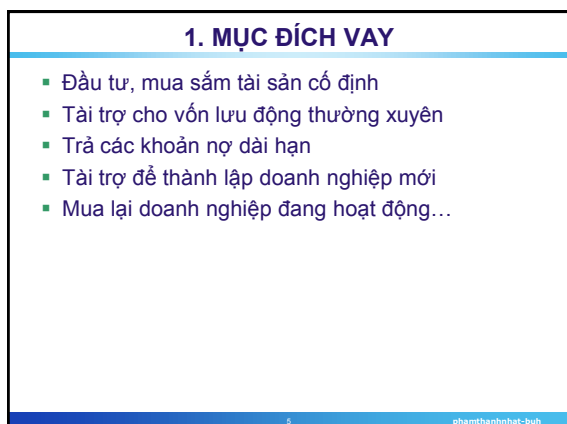 1. MỤC ĐÍCH VAY
▪ Đầu tư, mua sắm tài sản cố định
▪ Tài trợ cho vốn lưu động thường xuyên
▪ Trả các khoản nợ dài hạn
▪ Tài trợ để thành lập doanh nghiệp mới
▪ Mua lại doanh nghiệp đang hoạt động…
5
phamthanhnhat-buh